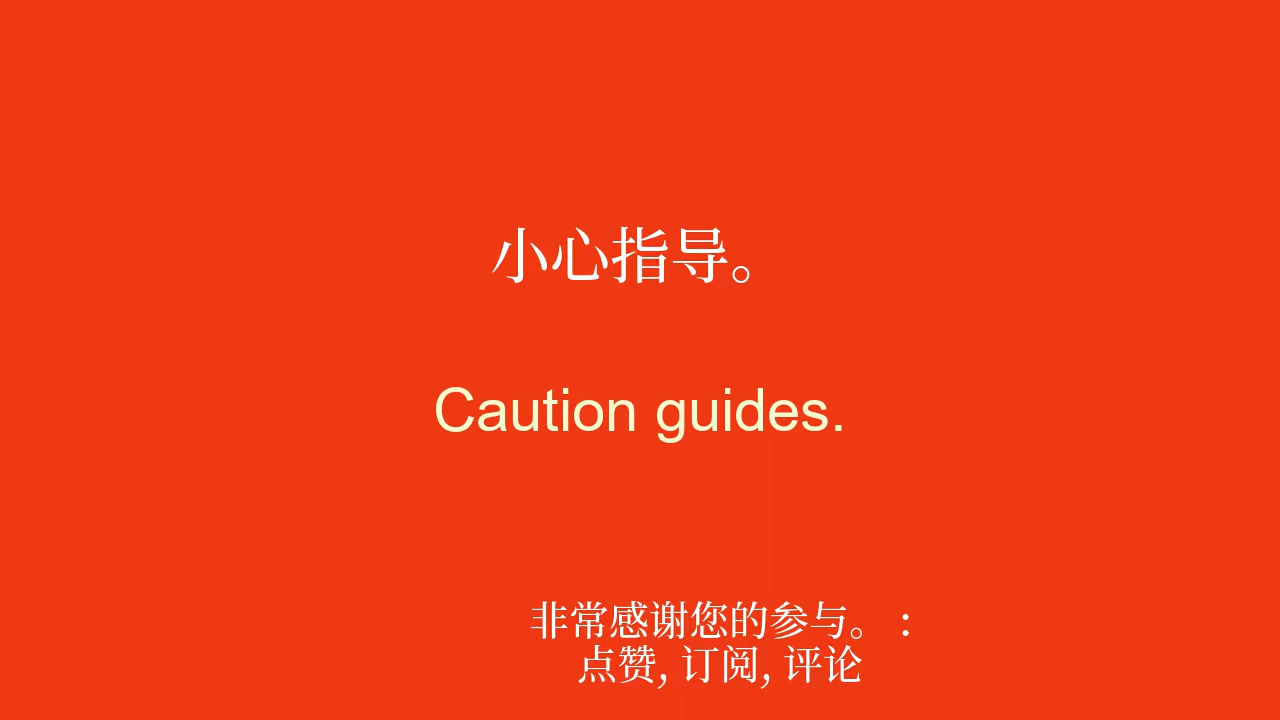 小心指导。
Caution guides.
非常感谢您的参与。 :
点赞, 订阅, 评论